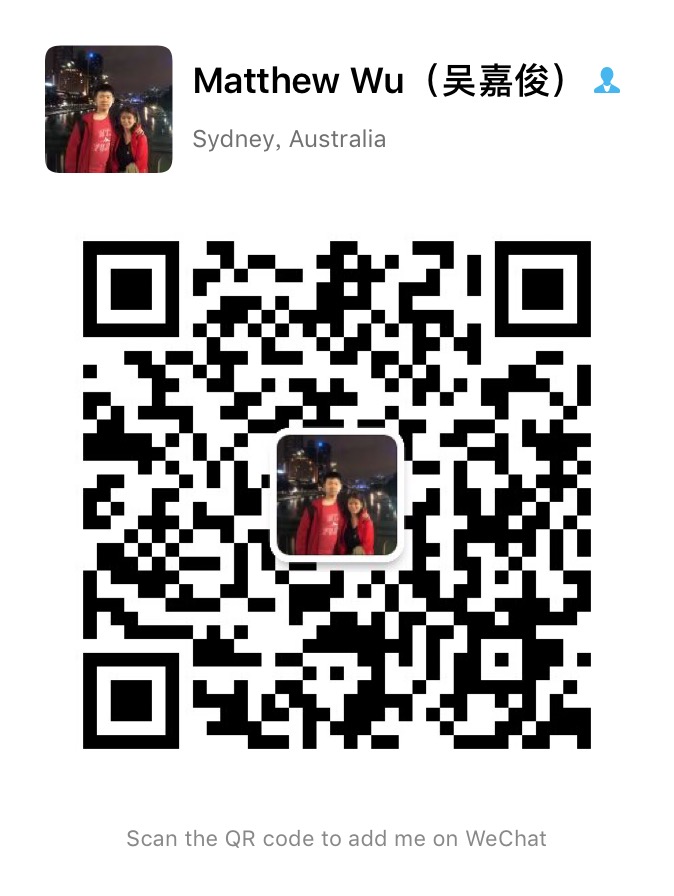 Matthew Wu（吴嘉俊）
Sydney, Australia
Scan the QR code to add me on WeChat